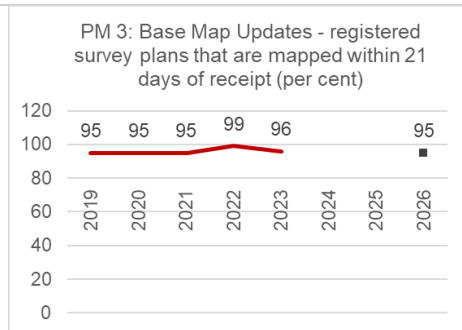 PM 3: Base Map Updates - registered
survey plans that are mapped within 21
days of receipt (per cent)
120
100
80
60
40
20
0
95 95 95 99 96 95
2019 2020 2021 2022 2023 2024 2025 2026